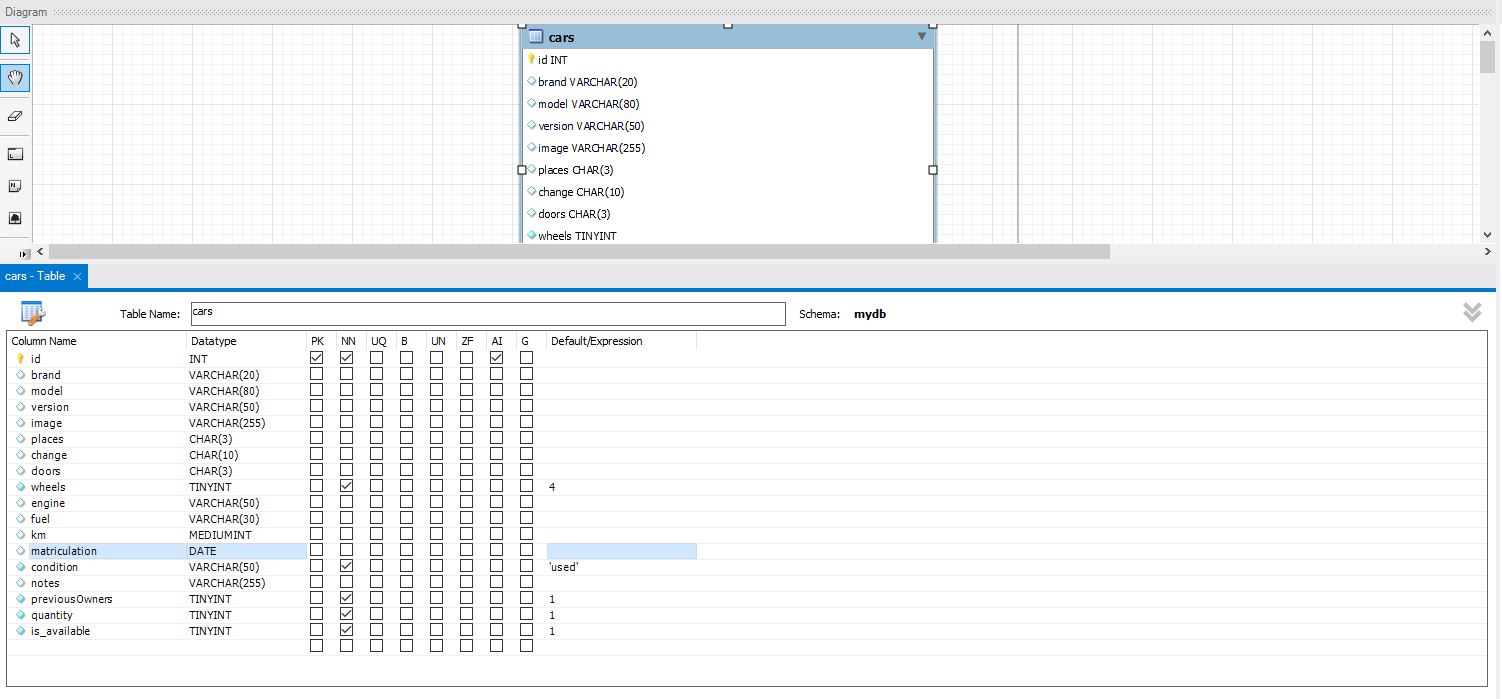 Diagram
cars
id INT
brand VARCHAR(20)
model VARCHAR(80)
version VARCHAR(50)
image VARCHAR(255)
places CHAR(3)
change CHAR(10)
doors CHAR(3)
wheels TINYINT
cars - Table
Table Name: cars Schema: mydb
Column Name Datatype PK NN UQ B UN ZF AI G Default/Expression
id INT
brand VARCHAR(20)
model VARCHAR(80)
version VARCHAR(50)
image VARCHAR(255)
places CHAR(3)
change CHAR(10)
doors CHAR(3)
wheels TINYINT 4
engine VARCHAR(50)
fuel VARCHAR(30)
km MEDIUMINT
matriculation DATE
condition VARCHAR(50) 'used'
notes VARCHAR(255)
previousOwners TINYINT 1
quantity TINYINT 1
is_available TINYINT 1